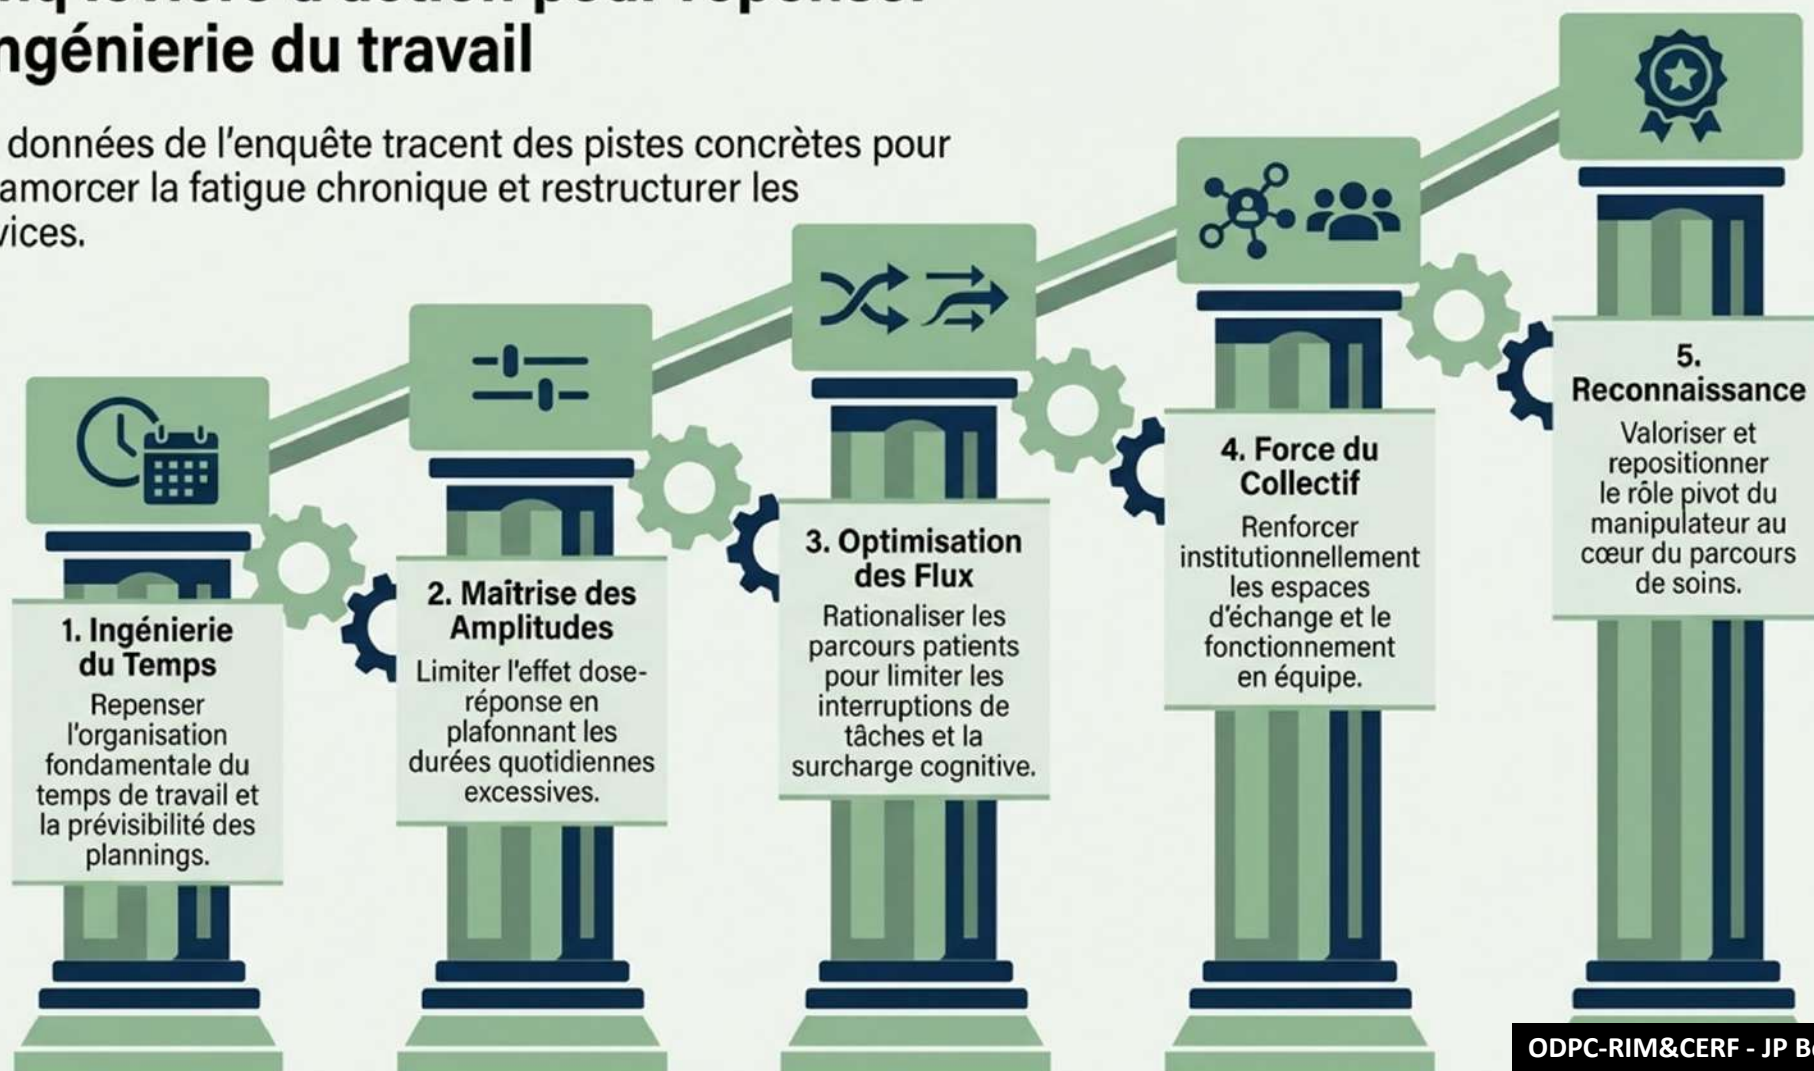 ngénierie du travail
données de l'enquête tracent des pistes concrètes pour
amorcer la fatigue chronique et restructurer les
vices.
1. Ingénierie
du Temps
Repenser
l'organisation
fondamentale du
temps de travail et
la prévisibilité des
plannings.
2. Maîtrise des
Amplitudes
Limiter l'effet dose-
réponse en
plafonnant les
durées quotidiennes
excessives.
3. Optimisation
des Flux
Rationaliser les
parcours patients
pour limiter les
interruptions de
tâches et la
surcharge cognitive.
4. Force du
Collectif
Renforcer
institutionnellement
les espaces
d'échange et le
fonctionnement
en équipe.
5.
Reconnaissance
Valoriser et
repositionner
le rôle pivot du
manipulateur au
cœur du parcours
de soins.
ODPC-RIM&CERF - JP